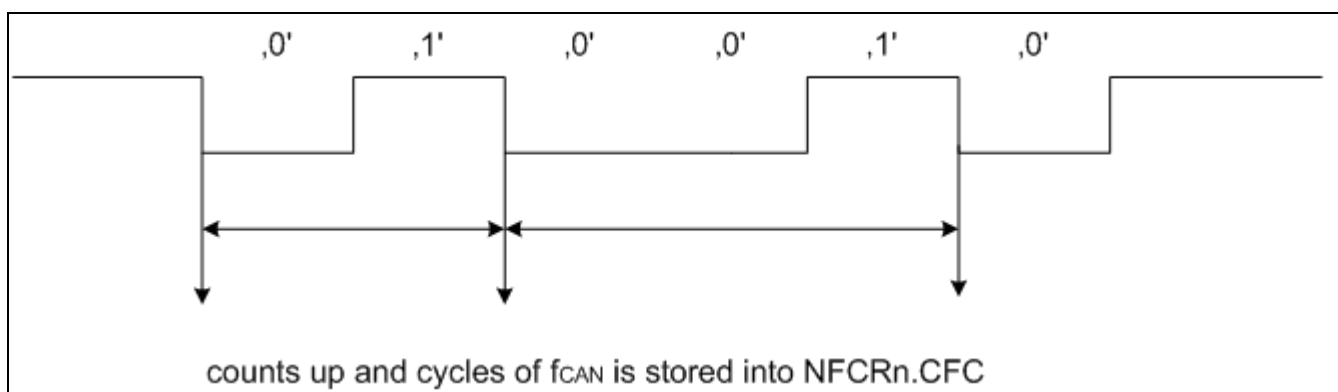 ,0' ,1' ,0' ,0' ,1' ,0'
counts up and cycles of fCAN is stored into NFCRn.CFC